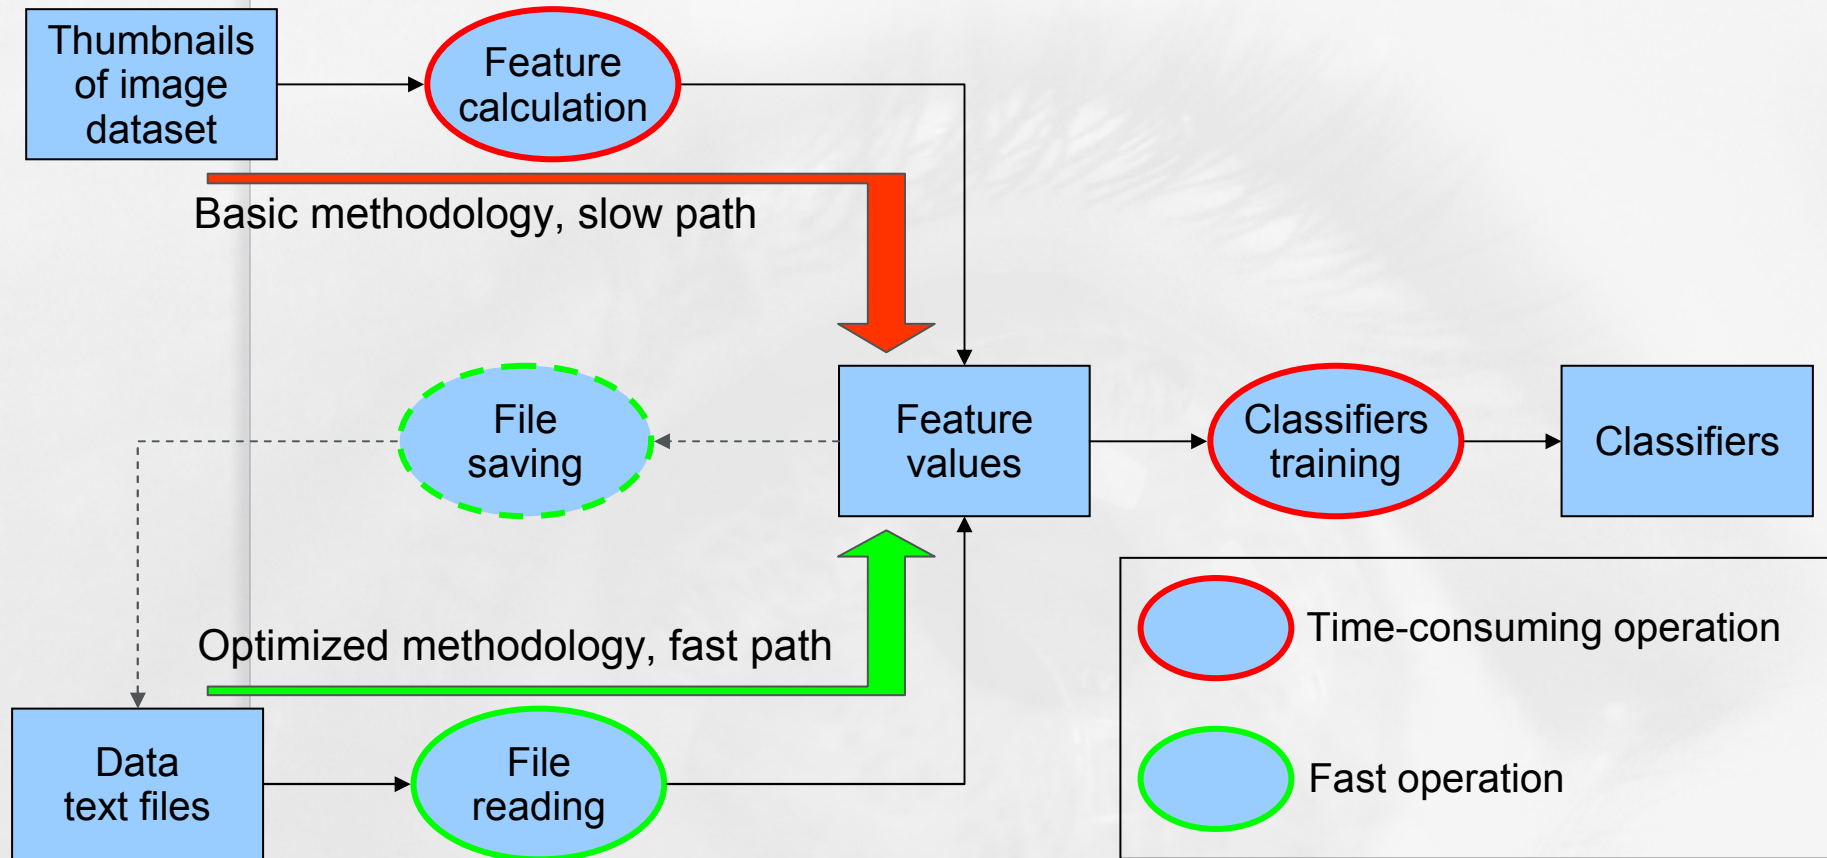 Thumbnails
of image
dataset
Feature
calculation
Basic methodology, slow path
File
saving
Feature
values
Classifiers
training
Classifiers
Optimized methodology, fast path
Data
text files
File
reading
Time-consuming operation
Fast operation